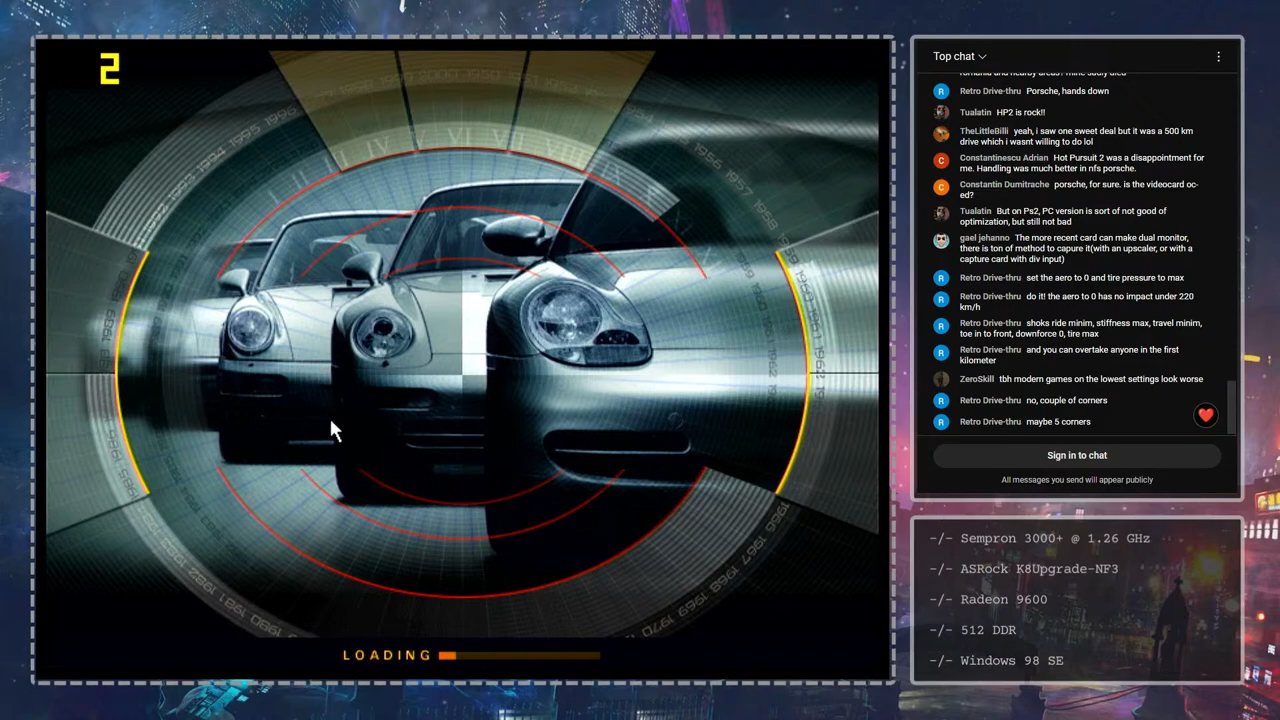 2
LOADING
Top chat
Retro Drive-thru Porsche, hands down
Tualatin HP2 is rock!!
TheLittleBilli yeah, i saw one sweet deal but it was a 500 km
drive which i wasnt willing to do lol
Constantinescu Adrian Hot Pursuit 2 was a disappointment for
me. Handling was much better in nfs porsche.
Constantin Dumitrache porsche, for sure. is the videocard oc-
ed?
Tualatin But on Ps2, PC version is sort of not good of
optimization, but still not bad
gael jehanno The more recent card can make dual monitor,
there is ton of method to capure it(with an upscaler, or with a
capture card with dvi input)
Retro Drive-thru set the aero to 0 and tire pressure to max
Retro Drive-thru do it! the aero to 0 has no impact under 220
km/h
Retro Drive-thru shoks ride minim, stiffness max, travel minim,
toe in to front, downforce 0, tire max
Retro Drive-thru and you can overtake anyone in the first
kilometer
ZeroSkill tbh modern games on the lowest settings look worse
Retro Drive-thru no, couple of corners
Retro Drive-thru maybe 5 corners
Sign in to chat
All messages you send will appear publicly
-/- Sempron 3000+ @ 1.26 GHz
-/- ASRock K8Upgrade-NF3
-/- Radeon 9600
-/- 512 DDR
-/- Windows 98 SE